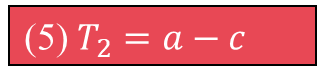 (5) T₂ = a − c